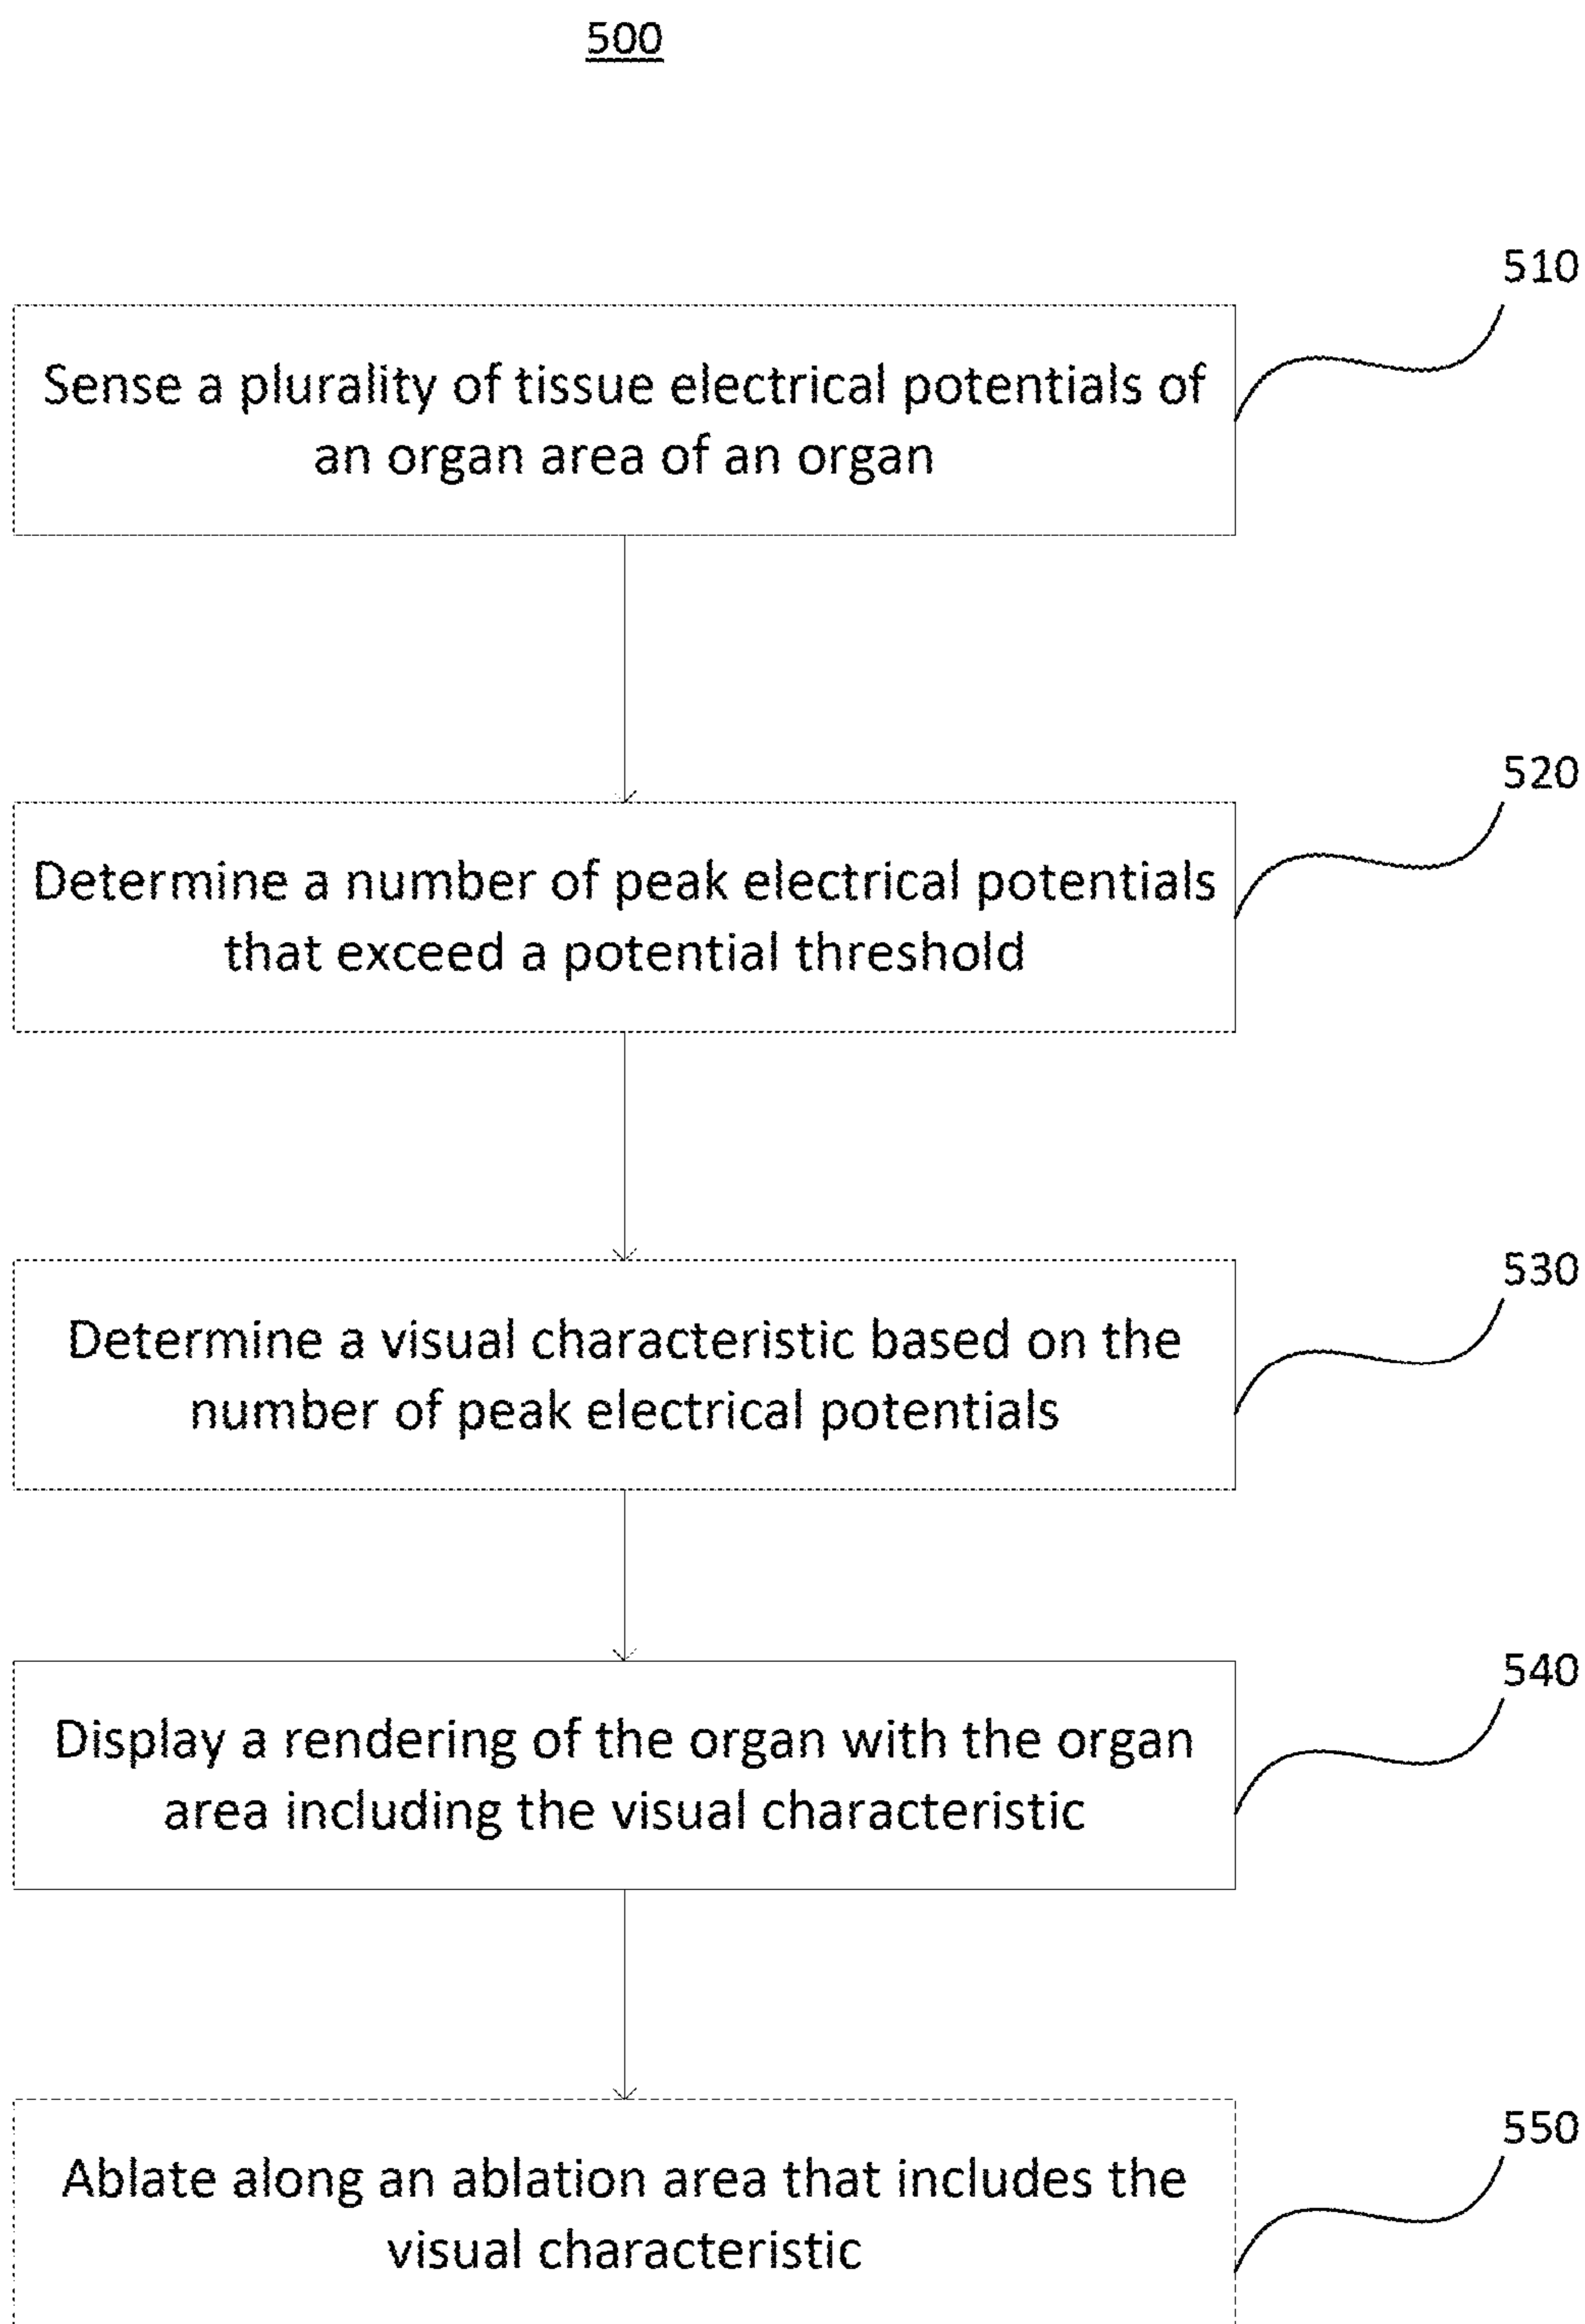 500
510
Sense a plurality of tissue electrical potentials of
an organ area of an organ
520
Determine a number of peak electrical potentials
that exceed a potential threshold
530
Determine a visual characteristic based on the
number of peak electrical potentials
540
Display a rendering of the organ with the organ
area including the visual characteristic
550
Ablate along an ablation area that includes the
visual characteristic